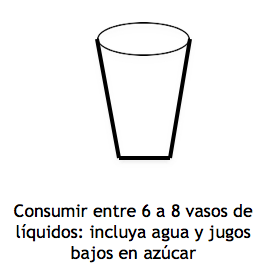 Consumir entre 6 a 8 vasos de
líquidos: incluya agua y jugos
bajos en azúcar